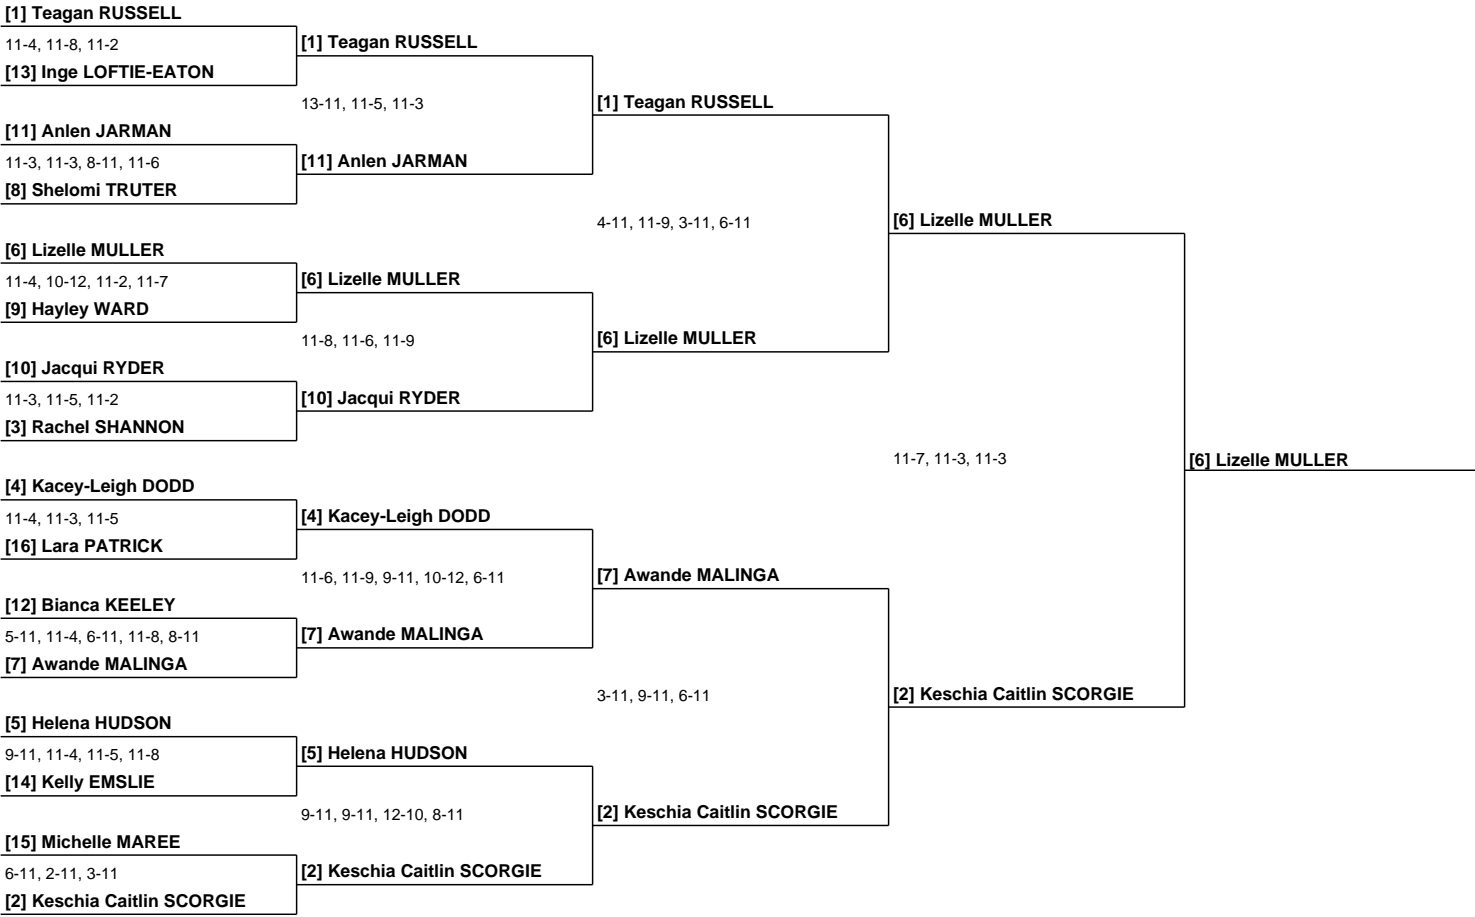 [1] Teagan RUSSELL
11-4, 11-8, 11-2
[13] Inge LOFTIE-EATON
[11] Anlen JARMAN
11-3, 11-3, 8-11, 11-6
[8] Shelomi TRUTER
[6] Lizelle MULLER
11-4, 10-12, 11-2, 11-7
[9] Hayley WARD
[10] Jacqui RYDER
11-3, 11-5, 11-2
[3] Rachel SHANNON
[4] Kacey-Leigh DODD
11-4, 11-3, 11-5
[16] Lara PATRICK
[12] Bianca KEELEY
5-11, 11-4, 6-11, 11-8, 8-11
[7] Awande MALINGA
[5] Helena HUDSON
9-11, 11-4, 11-5, 11-8
[14] Kelly EMSLIE
[15] Michelle MAREE
6-11, 2-11, 3-11
[2] Keschia Caitlin SCORGIE
[1] Teagan RUSSELL
13-11, 11-5, 11-3
[11] Anlen JARMAN
[6] Lizelle MULLER
11-8, 11-6, 11-9
[10] Jacqui RYDER
[4] Kacey-Leigh DODD
11-6, 11-9, 9-11, 10-12, 6-11
[7] Awande MALINGA
[5] Helena HUDSON
9-11, 9-11, 12-10, 8-11
[2] Keschia Caitlin SCORGIE
[1] Teagan RUSSELL
4-11, 11-9, 3-11, 6-11
[6] Lizelle MULLER
[7] Awande MALINGA
3-11, 9-11, 6-11
[2] Keschia Caitlin SCORGIE
[6] Lizelle MULLER
11-7, 11-3, 11-3
[2] Keschia Caitlin SCORGIE
[6] Lizelle MULLER